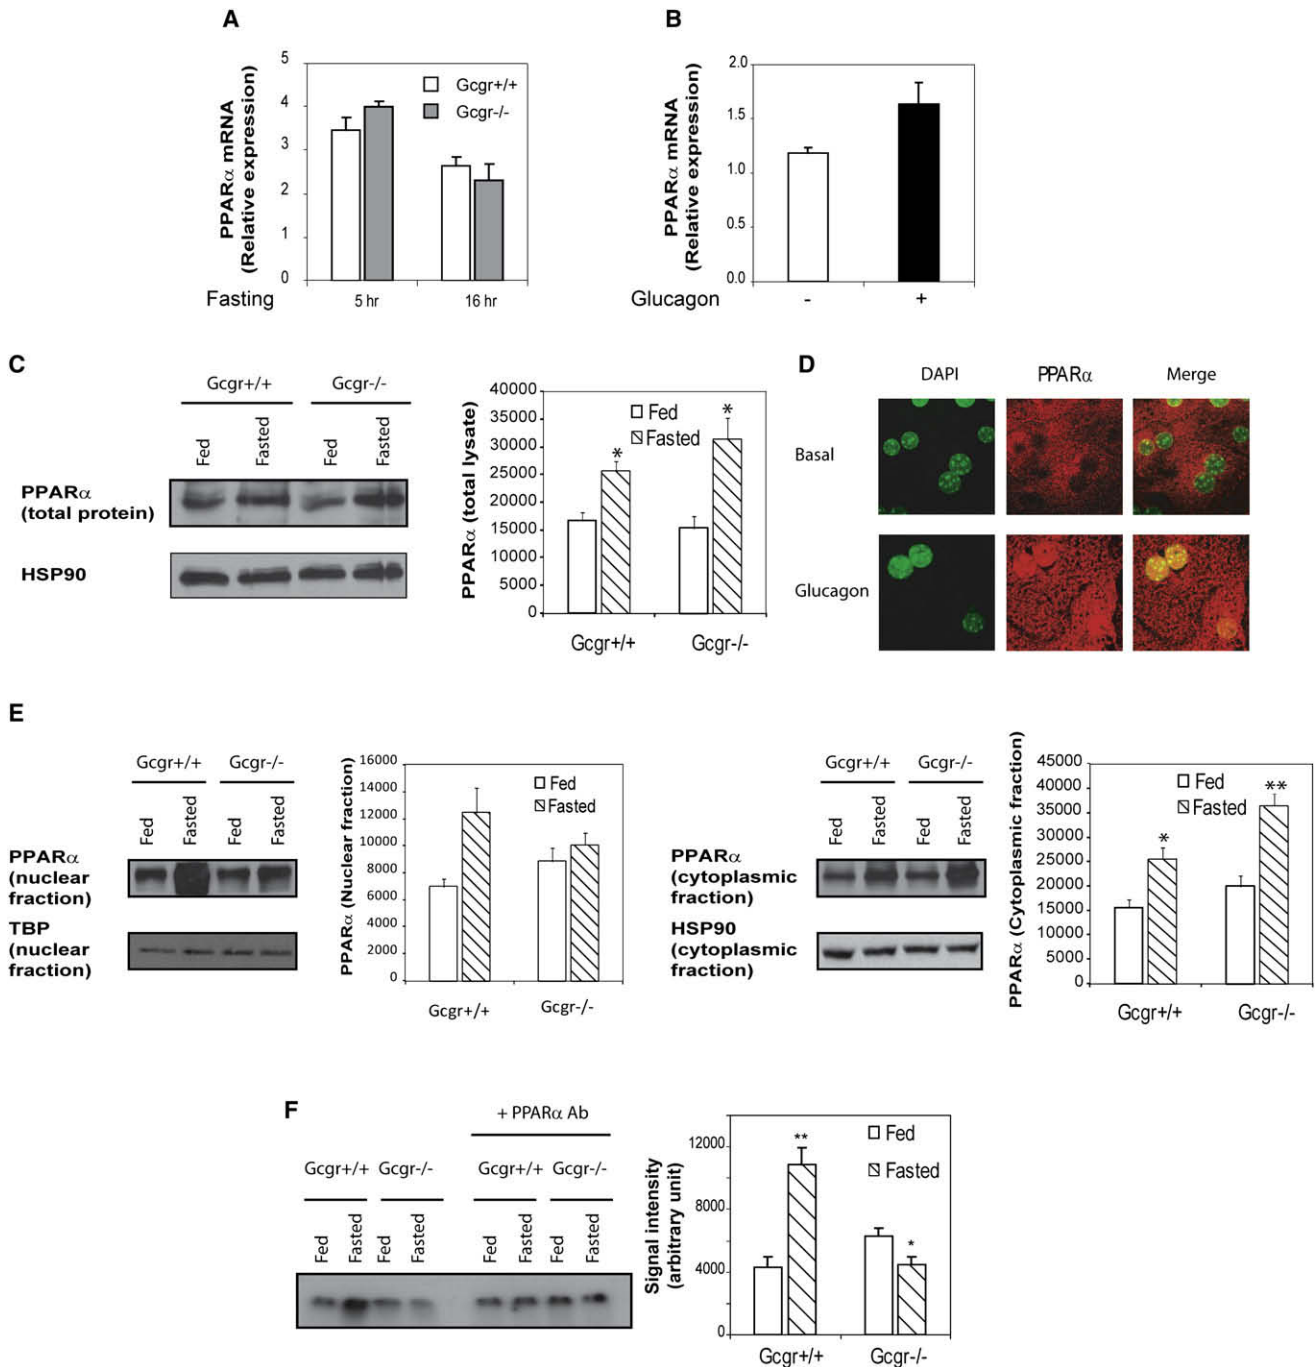 A
PPARα mRNA
(Relative expression)
5
4
3
2
1
0
Gcgr+/+
Gcgr-/-
Fasting
5 hr
16 hr
B
PPARα mRNA
(Relative expression)
2.0
1.5
1.0
0.5
0.0
Glucagon
-
+
C
Gcgr+/+
Gcgr-/-
Fed
Fasted
Fed
Fasted
PPARα
(total protein)
HSP90
PPARα (total lysate)
40000
35000
30000
25000
20000
15000
10000
5000
0
Fed
Fasted
*
*
Gcgr+/+
Gcgr-/-
D
DAPI
PPARα
Merge
Basal
Glucagon
E
Gcgr+/+
Gcgr-/-
Fed
Fasted
Fed
Fasted
PPARα
(nuclear
fraction)
TBP
(nuclear
fraction)
PPARα (Nuclear fraction)
16000
14000
12000
10000
8000
6000
4000
2000
0
Fed
Fasted
Gcgr+/+
Gcgr-/-
Gcgr+/+
Gcgr-/-
Fed
Fasted
Fed
Fasted
PPARα
(cytoplasmic
fraction)
HSP90
(cytoplasmic
fraction)
PPARα (Cytoplasmic fraction)
45000
40000
35000
30000
25000
20000
15000
10000
5000
0
Fed
Fasted
*
**
Gcgr+/+
Gcgr-/-
F
+ PPARα Ab
Gcgr+/+
Gcgr-/-
Gcgr+/+
Gcgr-/-
Fed
Fasted
Fed
Fasted
Fed
Fasted
Fed
Fasted
Signal intensity
(arbitrary unit)
12000
8000
4000
0
Fed
Fasted
**
*
Gcgr+/+
Gcgr-/-